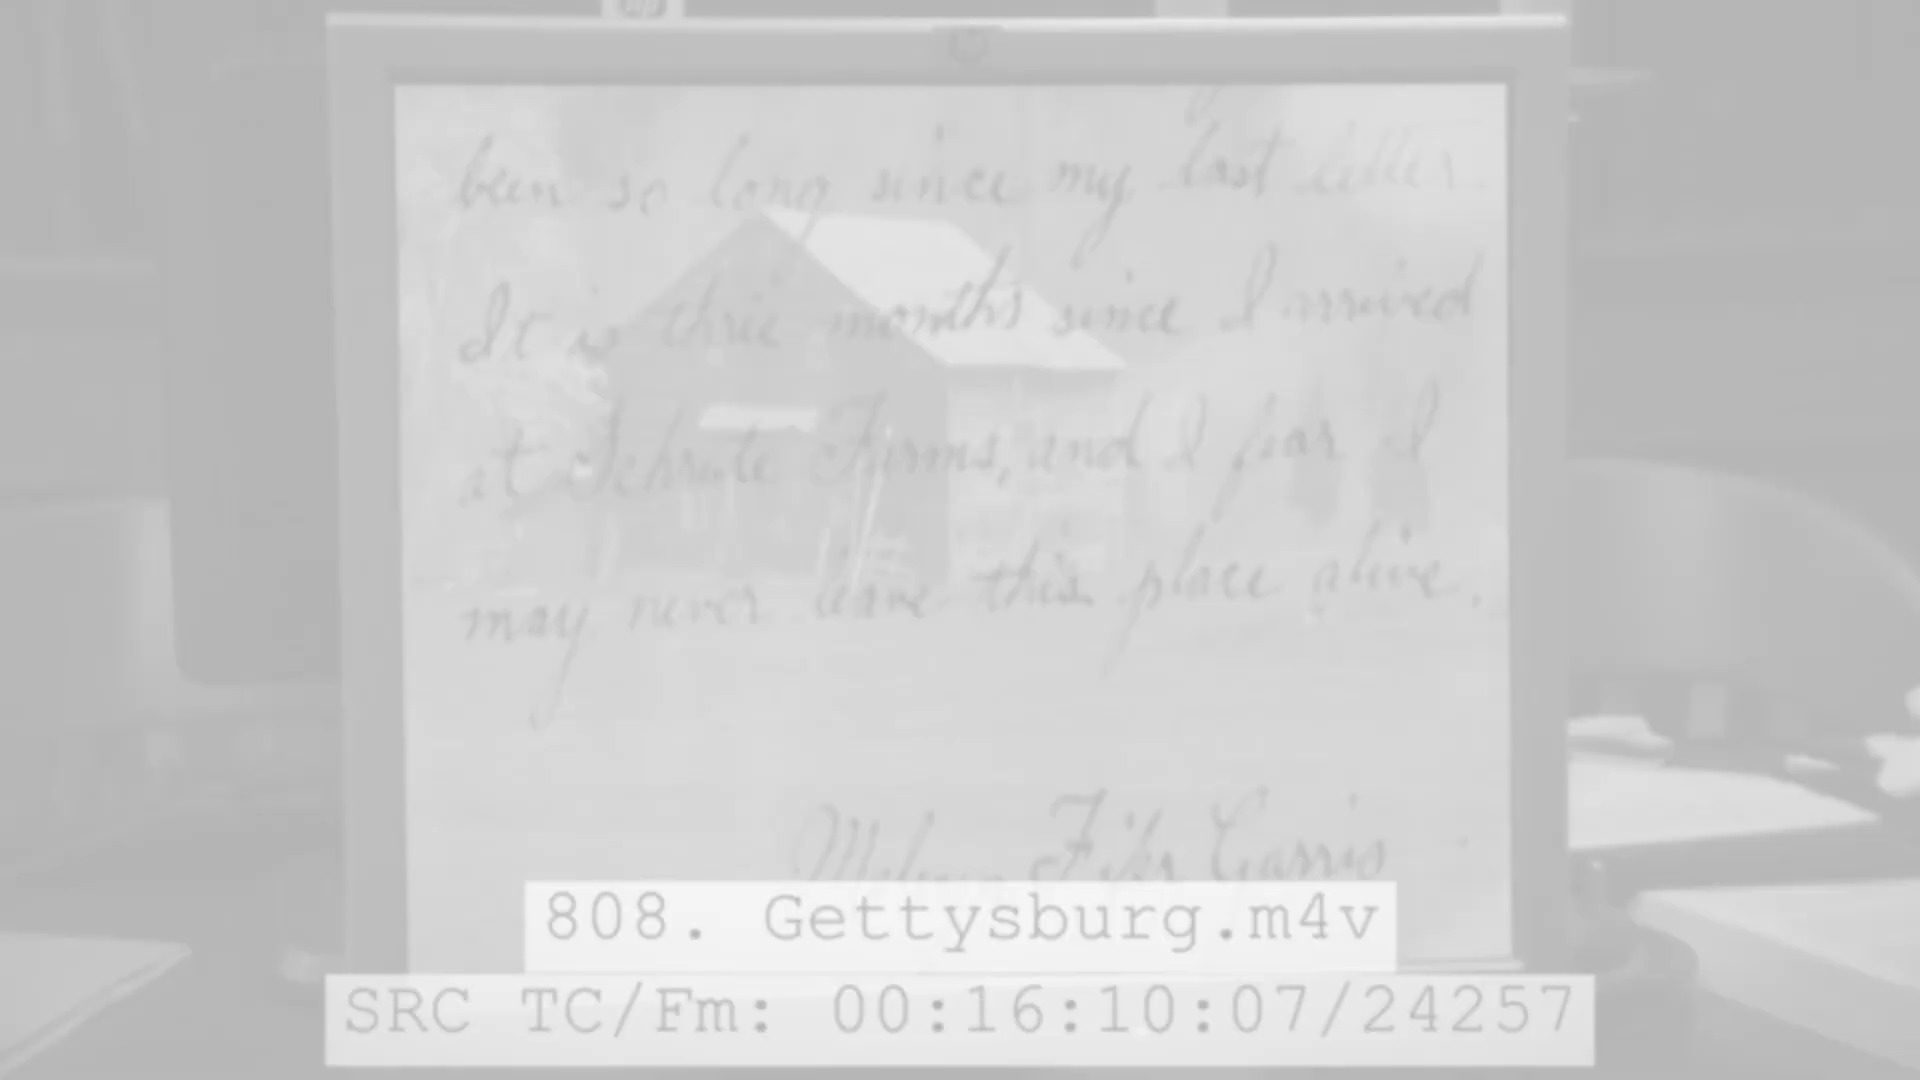 been so long since my last letter.
It is three months since I arrived
at Schrute Farms, and I fear I
may never leave this place alive.
808. Gettysburg.m4v
SRC TC/Fm: 00:16:10:07/24257